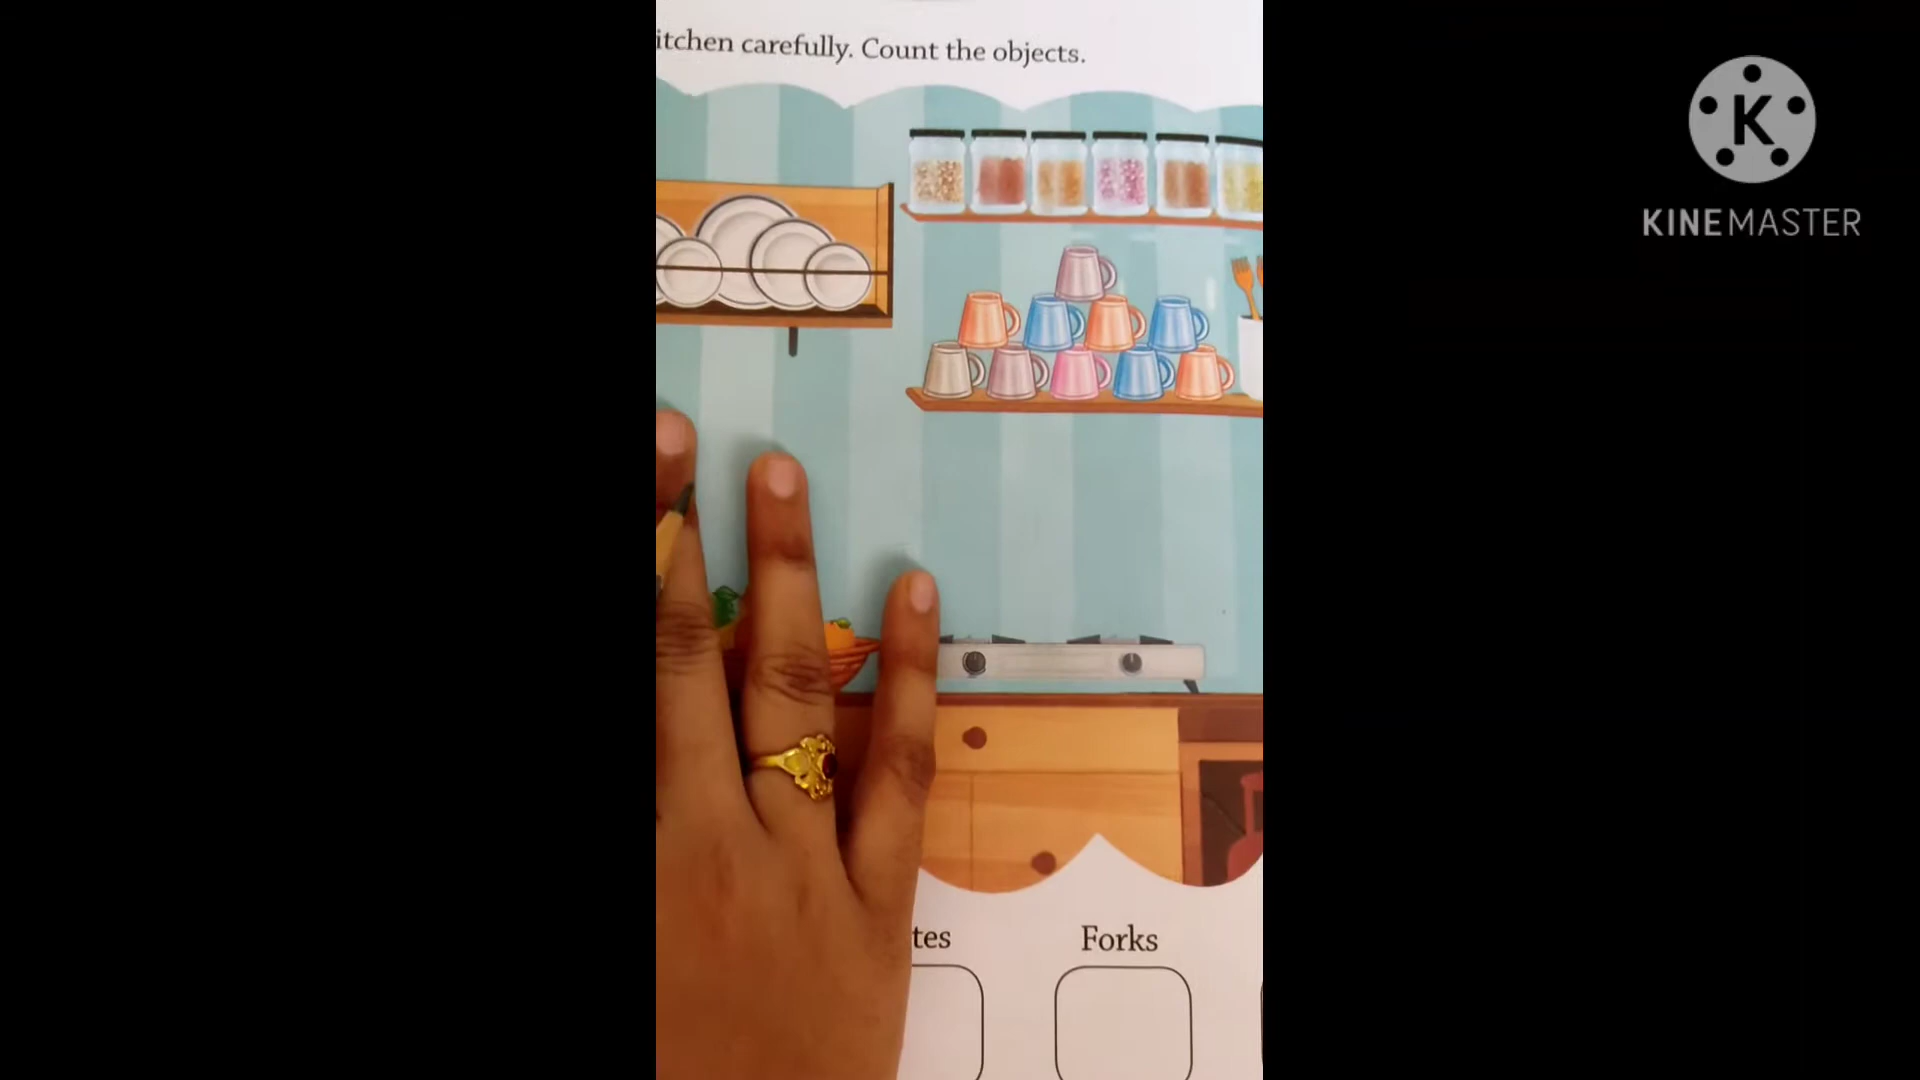 itchen carefully. Count the objects.
K
KINEMASTER
tes
Forks